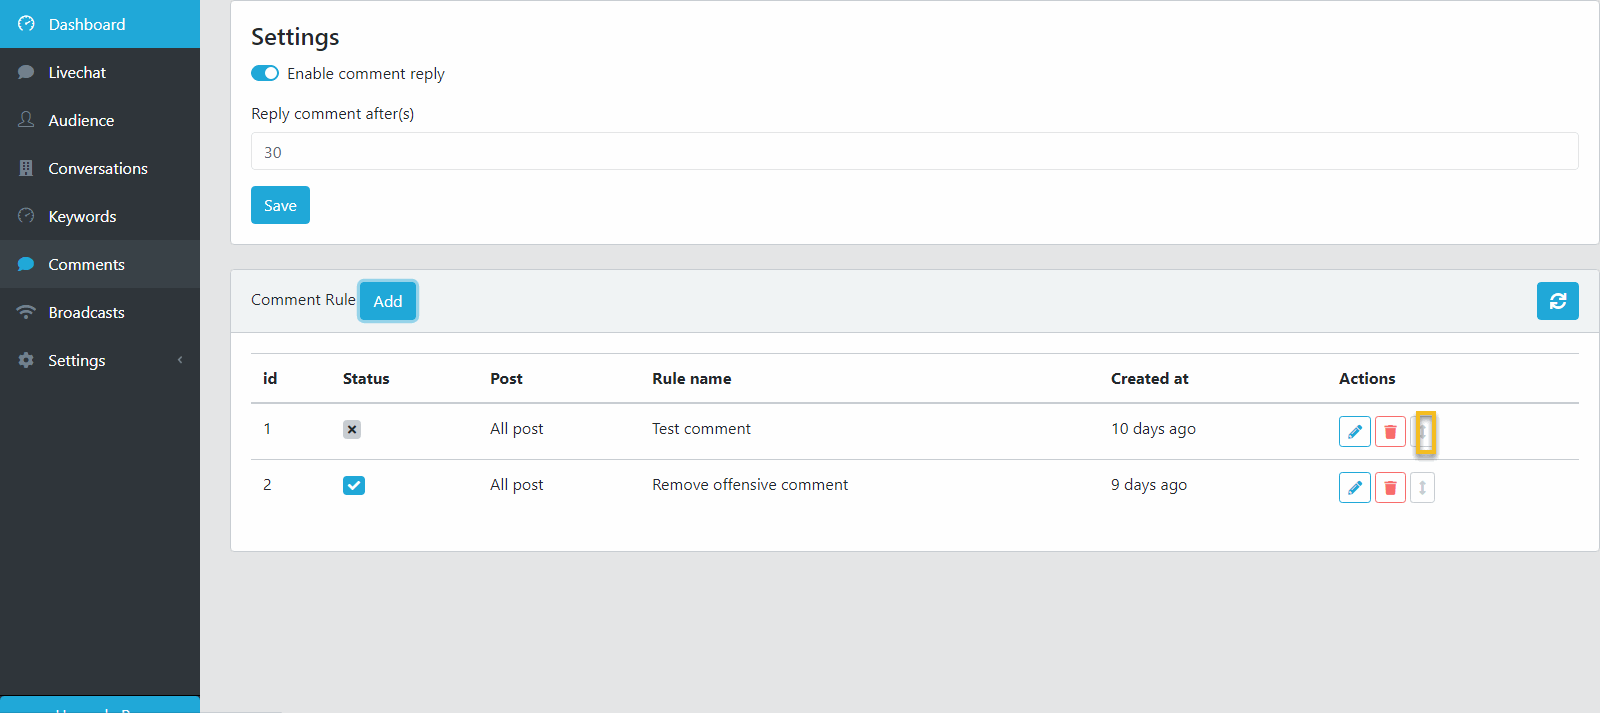 Dashboard
Livechat
Audience
Conversations
Keywords
Comments
Broadcasts
Settings
Settings
Enable comment reply
Reply comment after(s)
30
Save
Comment Rule Add
id Status Post Rule name Created at Actions
1 All post Test comment 10 days ago
2 All post Remove offensive comment 9 days ago